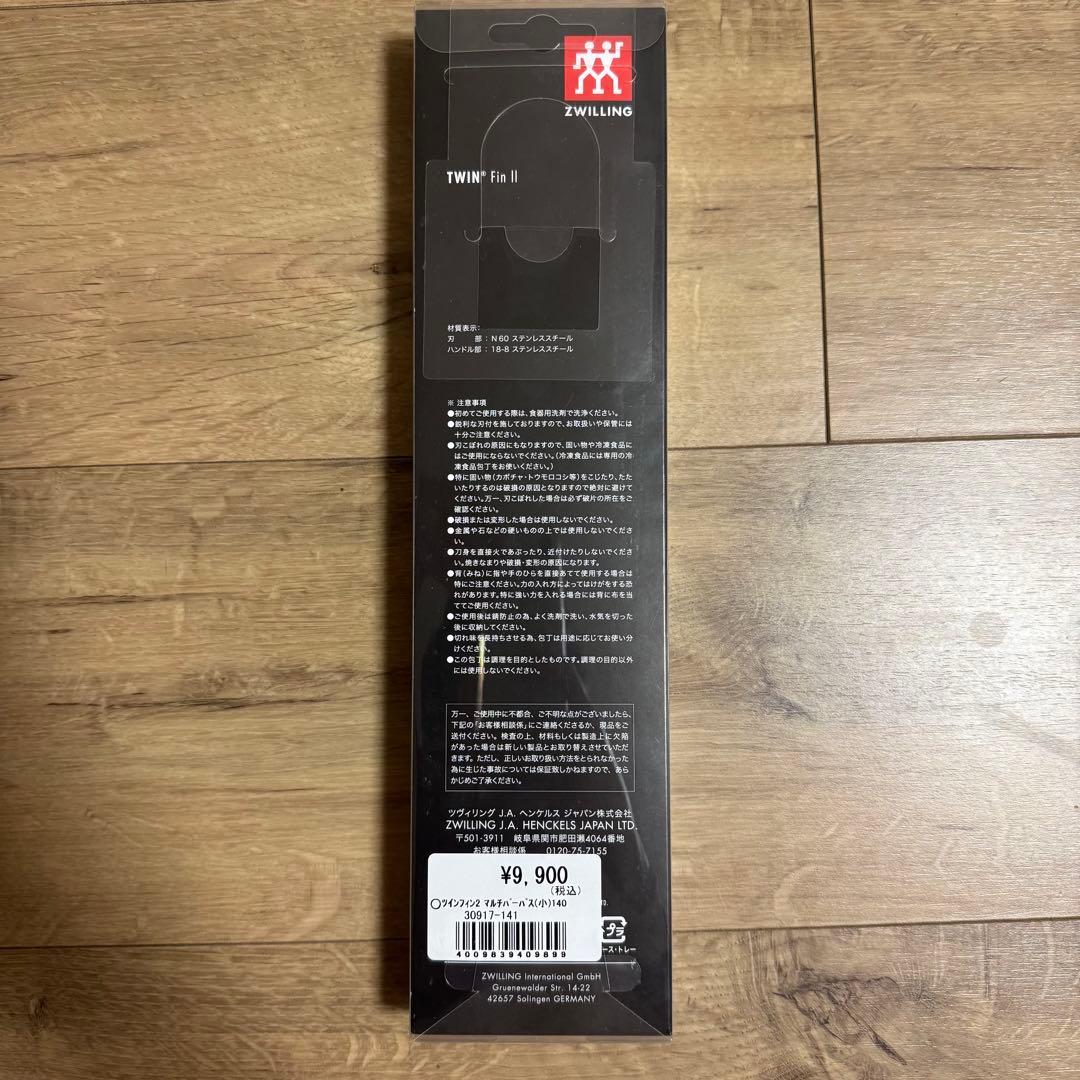 ZWILLING
TWIN® Fin II
材質表示:
刃　部 : N60 ステンレススチール
ハンドル部 : 18-8 ステンレススチール
※ 注意事項
●初めてご使用する際は、食器用洗剤で洗浄ください。
●鋭利な刃付を施しておりますので、お取扱いや保管には
十分ご注意ください。
●刃こぼれの原因にもなりますので、固い物や冷凍食品に
はご使用にならないでください。(冷凍食品には専用の冷
凍食品包丁をお使いください。)
●特に固い物(カボチャ・トウモロコシ等)をこじたり、たた
いたりするのは破損の原因となりますので絶対に避けて
ください。万一、刃こぼれした場合は必ず破片の所在をご
確認ください。
●破損または変形した場合は使用しないでください。
●金属や石などの硬いものの上では使用しないでくださ
い。
●刀身を直接火であぶったり、近付けたりしないでくださ
い。焼きなまりや破損・変形の原因になります。
●背(みね)に指や手のひらを直接あてて使用する場合は
特にご注意ください。力の入れ方によってはけがをする恐
れがあります。特に強い力を入れる場合には背に布を当
ててご使用ください。
●ご使用後は錆防止の為、よく洗剤で洗い、水気を切った
後に収納してください。
●切れ味を長持ちさせる為、包丁は用途に応じてお使い分
けください。
●この包丁は調理を目的としたものです。調理の目的以外
には使用しないでください。
万一、ご使用中に不都合、ご不明な点がございましたら、
下記の「お客様相談係」にご連絡くださるか、現品をご
送付ください。検査の上、材料もしくは製造上に欠陥
があった場合は新しい製品とお取り替えさせていただ
きます。ただし、正しいお取り扱い方法をとられなかった
為に生じた事故については保証致しかねますので、あら
かじめご了承ください。
ツヴィリング J.A. ヘンケルス ジャパン株式会社
ZWILLING J.A. HENCKELS JAPAN LTD.
〒501-3911　岐阜県関市肥田瀬4064番地
お客様相談係　0120-75-7155
¥9,900
(税込)
○ツインフィン2 マルチパーパス(小)140
30917-141
4009839409899
プラ
ース・トレー
ZWILLING International GmbH
Gruenewalder Str. 14-22
42657 Solingen GERMANY